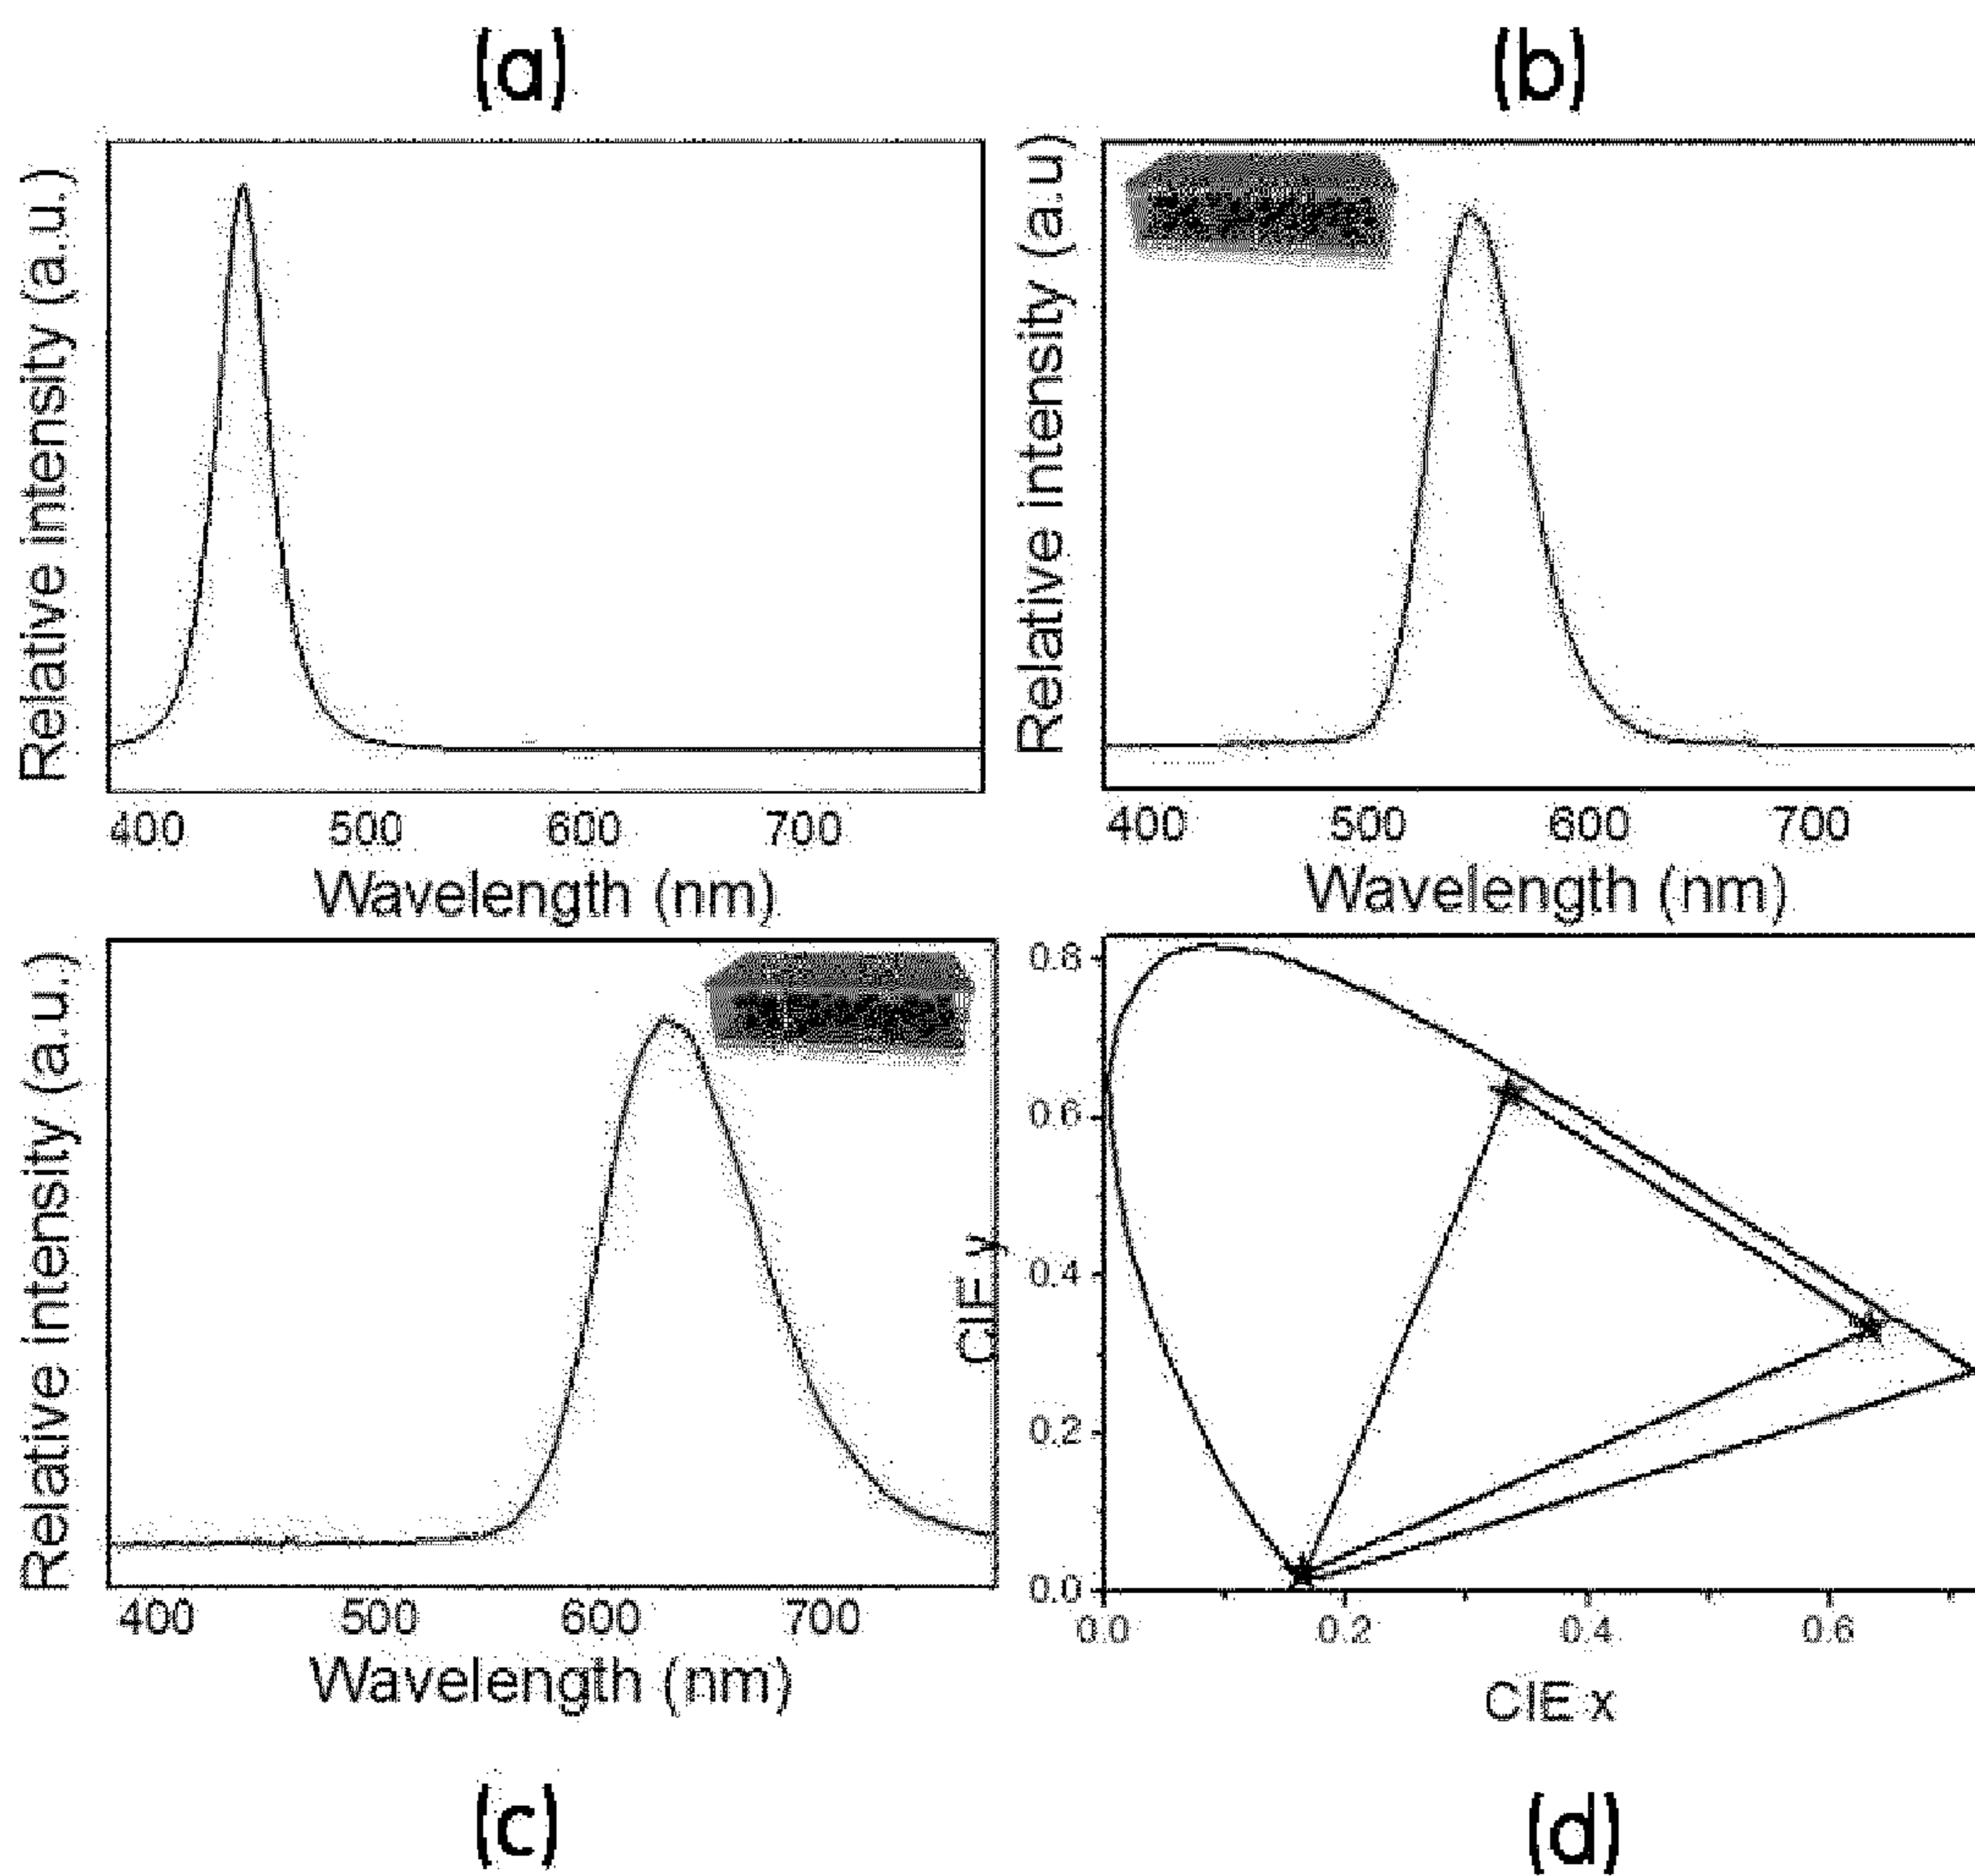 (a)
Relative intensity (a.u.)
400 500 600 700
Wavelength (nm)
(b)
Relative intensity (a.u)
400 500 600 700
Wavelength (nm)
Relative intensity (a.u.)
400 500 600 700
Wavelength (nm)
(c)
CIE y
0.8
0.6
0.4
0.2
0.0
0.0 0.2 0.4 0.6
CIE x
(d)